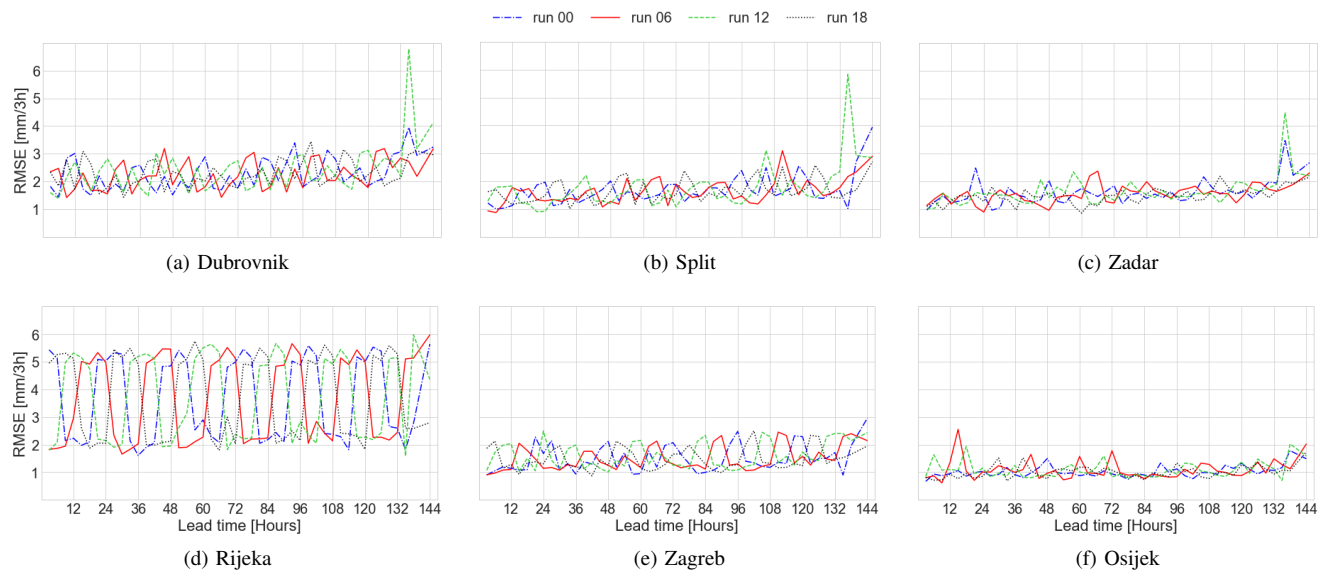 run 00 run 06 run 12 run 18
RMSE [mm/3h]
6
5
4
3
2
1
(a) Dubrovnik
(b) Split
(c) Zadar
RMSE [mm/3h]
6
5
4
3
2
1
12 24 36 48 60 72 84 96 108 120 132 144
12 24 36 48 60 72 84 96 108 120 132 144
12 24 36 48 60 72 84 96 108 120 132 144
Lead time [Hours]
Lead time [Hours]
Lead time [Hours]
(d) Rijeka
(e) Zagreb
(f) Osijek